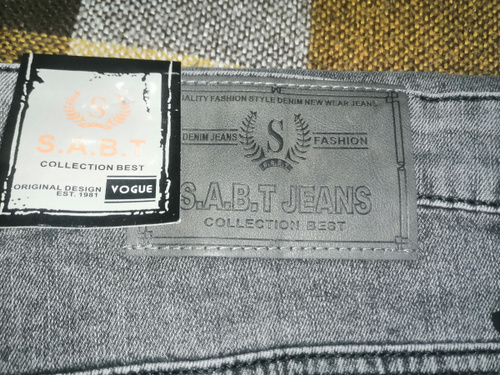 S
S.A.B.T
COLLECTION BEST
ORIGINAL DESIGN
EST. 1981
VOGUE
ALITY FASHION STYLE DENIM NEW WEAR JEANS
DENIM JEANS
S
FASHION
S.A.B.T
S.A.B.T JEANS
COLLECTION BEST